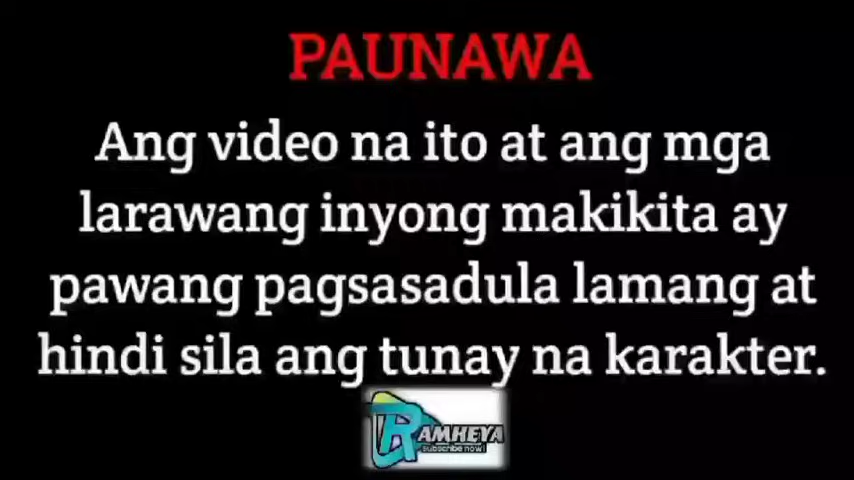 PAUNAWA
Ang video na ito at ang mga
larawang inyong makikita ay
pawang pagsasadula lamang at
hindi sila ang tunay na karakter.
RAMHEYA
subscribe now!